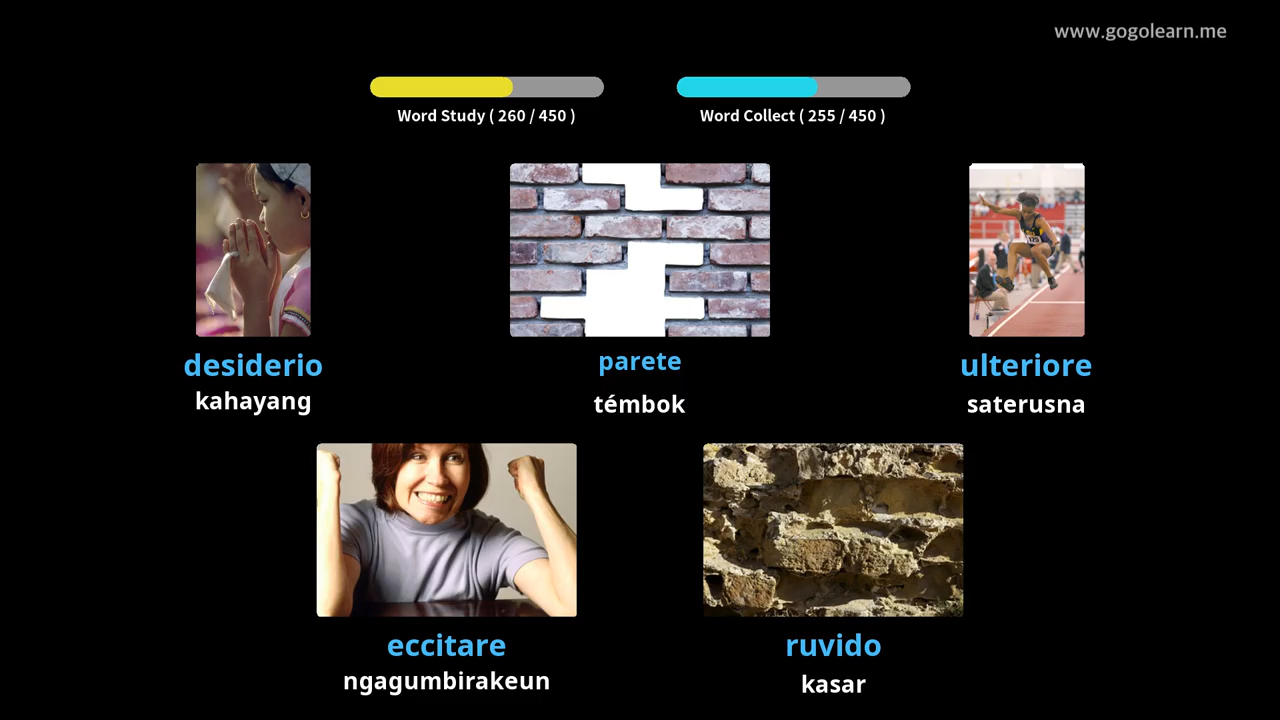 www.gogolearn.me
Word Study ( 260 / 450 )
Word Collect ( 255 / 450 )
desiderio
kahayang
parete
témbok
ulteriore
saterusna
eccitare
ngagumbirakeun
ruvido
kasar